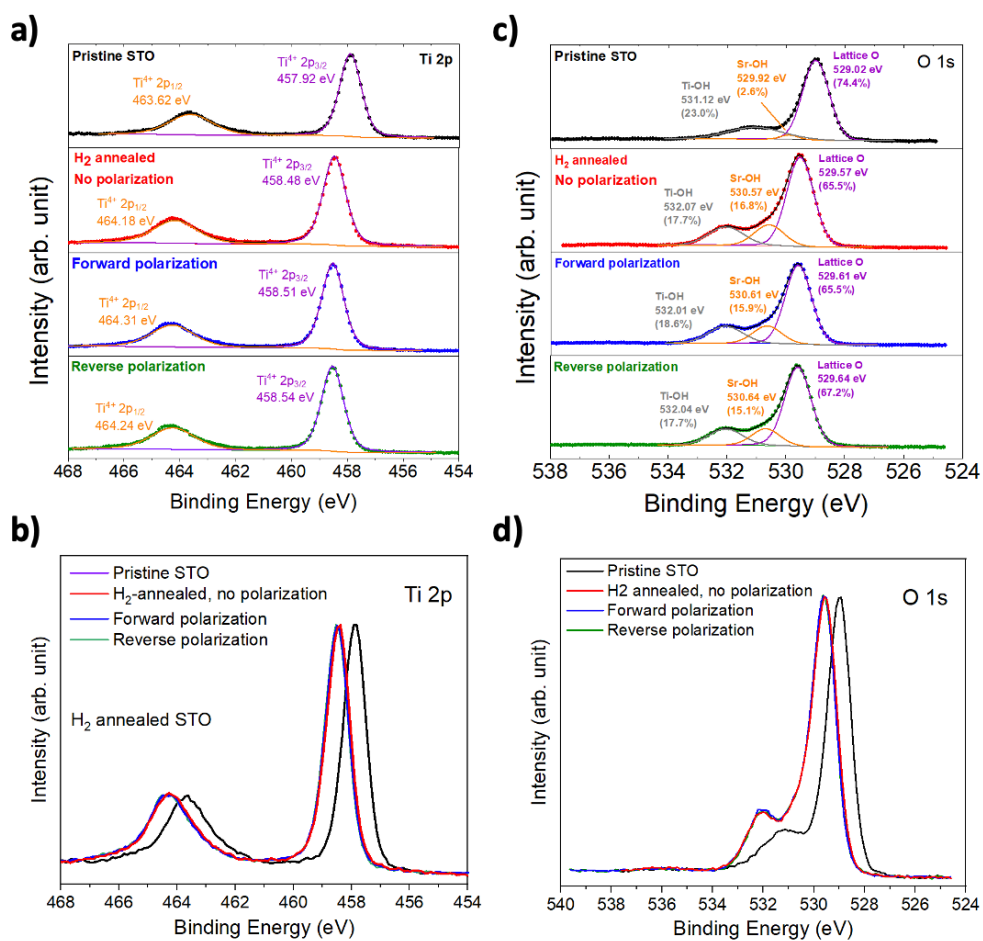 a)
Pristine STO
Ti 2p
Ti⁴⁺ 2p₁/₂
463.62 eV
Ti⁴⁺ 2p₃/₂
457.92 eV
H₂ annealed
No polarization
Ti⁴⁺ 2p₁/₂
464.18 eV
Ti⁴⁺ 2p₃/₂
458.48 eV
Forward polarization
Ti⁴⁺ 2p₁/₂
464.31 eV
Ti⁴⁺ 2p₃/₂
458.51 eV
Reverse polarization
Ti⁴⁺ 2p₁/₂
464.24 eV
Ti⁴⁺ 2p₃/₂
458.54 eV
Intensity (arb. unit)
468 466 464 462 460 458 456 454
Binding Energy (eV)
c)
Pristine STO
O 1s
Ti-OH
531.12 eV
(23.0%)
Sr-OH
529.92 eV
(2.6%)
Lattice O
529.02 eV
(74.4%)
H₂ annealed
No polarization
Ti-OH
532.07 eV
(17.7%)
Sr-OH
530.57 eV
(16.8%)
Lattice O
529.57 eV
(65.5%)
Forward polarization
Ti-OH
532.01 eV
(18.6%)
Sr-OH
530.61 eV
(15.9%)
Lattice O
529.61 eV
(65.5%)
Reverse polarization
Ti-OH
532.04 eV
(17.7%)
Sr-OH
530.64 eV
(15.1%)
Lattice O
529.64 eV
(67.2%)
Intensity (arb. unit)
538 536 534 532 530 528 526 524
Binding Energy (eV)
b)
Pristine STO
H₂-annealed, no polarization
Forward polarization
Reverse polarization
Ti 2p
H₂ annealed STO
Intensity (arb. unit)
468 466 464 462 460 458 456 454
Binding Energy (eV)
d)
Pristine STO
H2 annealed, no polarization
Forward polarization
Reverse polarization
O 1s
Intensity (arb. unit)
540 538 536 534 532 530 528 526 524
Binding Energy (eV)